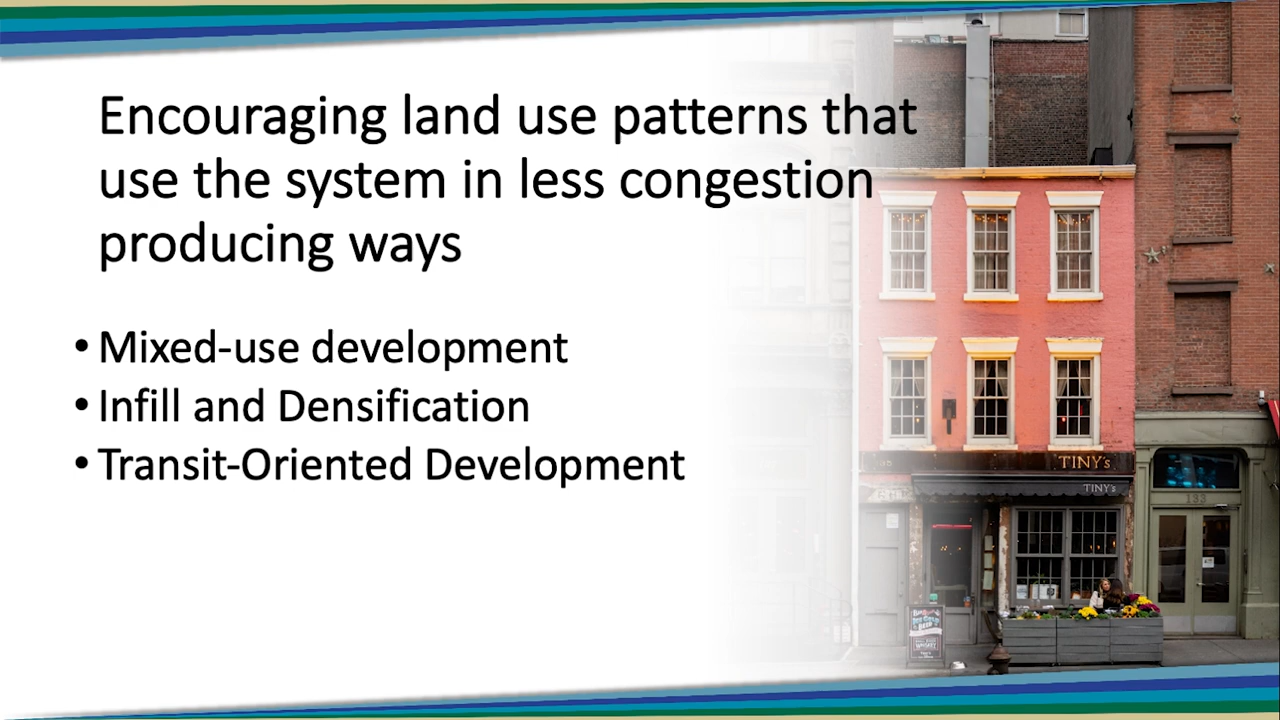 Encouraging land use patterns that
use the system in less congestion
producing ways
• Mixed-use development
• Infill and Densification
• Transit-Oriented Development
TINY's
TINY's
133